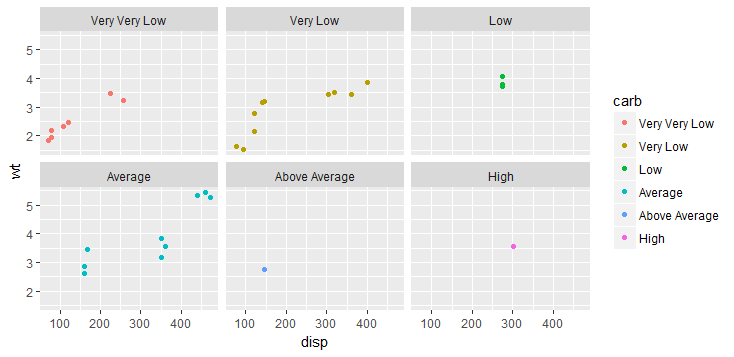 Very Very Low
Very Low
Low
wt
5
4
3
2
Average
Above Average
High
5
4
3
2
100 200 300 400
100 200 300 400
100 200 300 400
disp
carb
Very Very Low
Very Low
Low
Average
Above Average
High